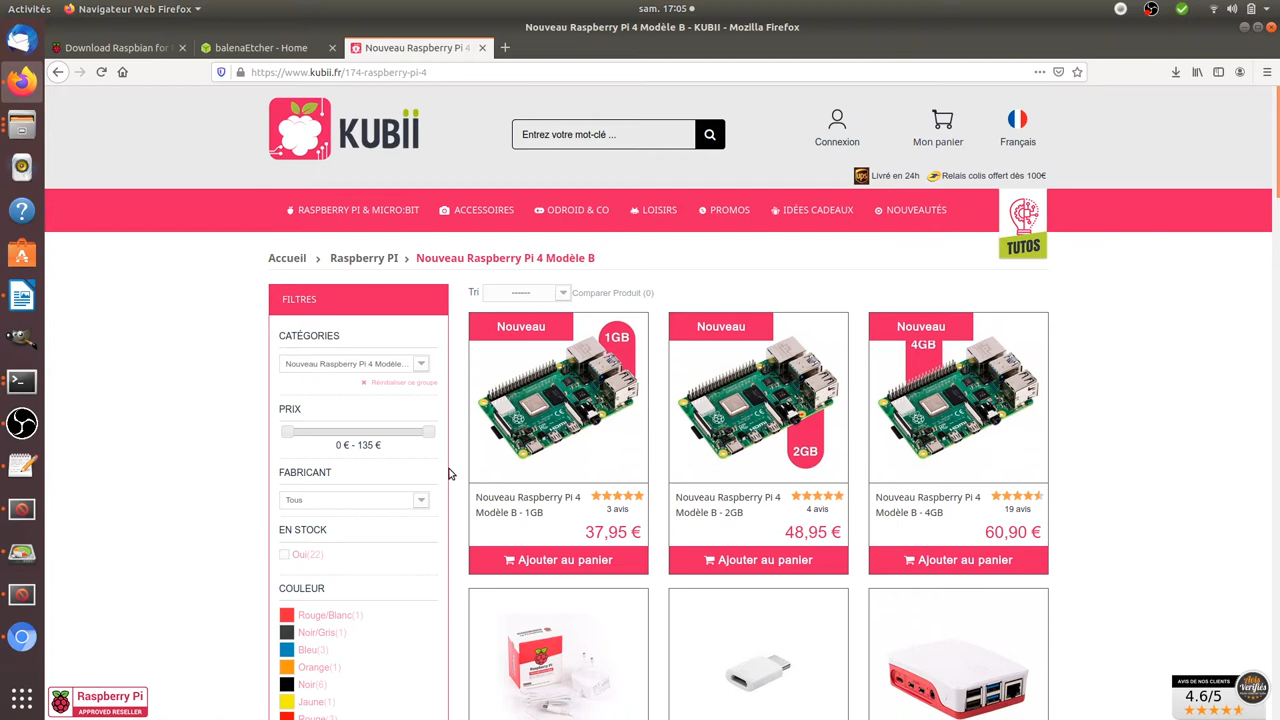 Activités
Firefox Web Browser
sam. 17:05
Nouveau Raspberry Pi 4 Modèle B - KUBII - Mozilla Firefox
Download Raspbian for
balenaEtcher - Home
Nouveau Raspberry Pi 4
https://www.kubii.fr/174-raspberry-pi-4
KUBii
Entrez votre mot-clé ...
Connexion
Mon panier
Français
Livré en 24h
Relais colis offert dès 100€
RASPBERRY PI & MICRO:BIT
ACCESSOIRES
ODROID & CO
LOISIRS
PROMOS
IDÉES CADEAUX
NOUVEAUTÉS
TUTOS
Accueil > Raspberry PI > Nouveau Raspberry Pi 4 Modèle B
FILTRES
CATÉGORIES
Nouveau Raspberry Pi 4 Modèle...
Réinitialiser ce groupe
PRIX
0 € - 135 €
FABRICANT
Tous
EN STOCK
Oui(22)
COULEUR
Rouge/Blanc(1)
Noir/Gris(1)
Bleu(3)
Orange(1)
Noir(6)
Jaune(1)
Rouge(3)
Tri
------
Comparer Produit (0)
Nouveau
1GB
Nouveau Raspberry Pi 4
Modèle B - 1GB
3 avis
37,95 €
Ajouter au panier
Nouveau
2GB
Nouveau Raspberry Pi 4
Modèle B - 2GB
4 avis
48,95 €
Ajouter au panier
Nouveau
4GB
Nouveau Raspberry Pi 4
Modèle B - 4GB
19 avis
60,90 €
Ajouter au panier
Raspberry Pi
APPROVED RESELLER
AVIS DE NOS CLIENTS
4.6/5
Avis
Vérifiés